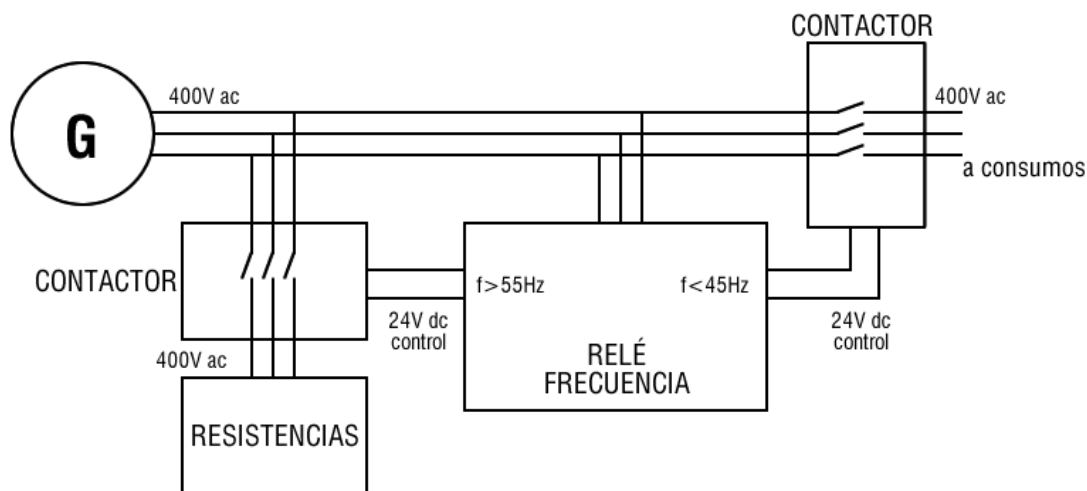 CONTACTOR
400V ac
400V ac
G
a consumos
CONTACTOR
f>55Hz
f<45Hz
24V dc
control
24V dc
control
400V ac
RELÉ
FRECUENCIA
RESISTENCIAS